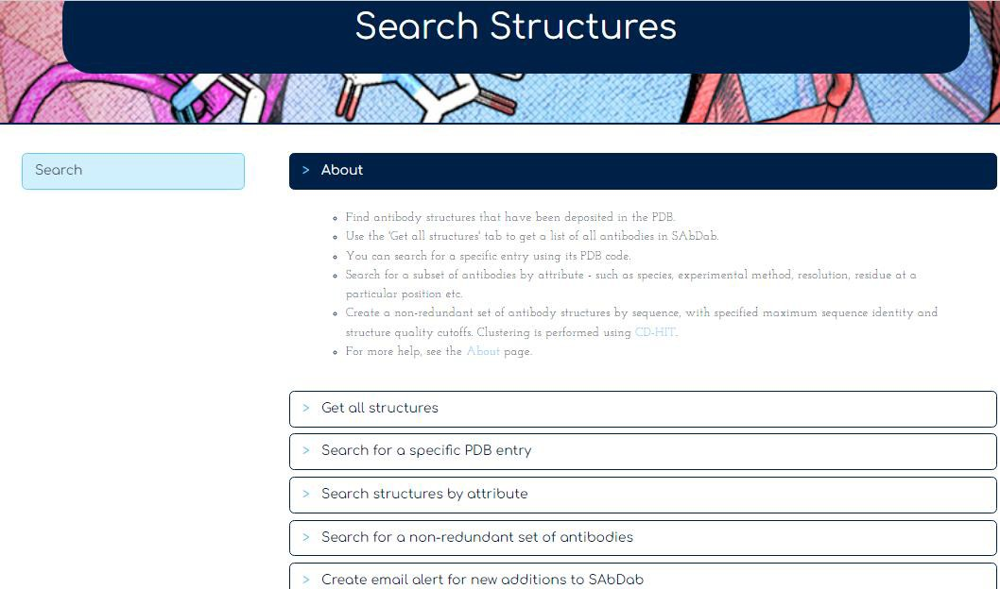 Search Structures
Search
> About
Find antibody structures that have been deposited in the PDB.
Use the 'Get all structures' tab to get a list of all antibodies in SAbDab.
You can search for a specific entry using its PDB code.
Search for a subset of antibodies by attribute - such as species, experimental method, resolution, residue at a
particular position etc.
Create a non-redundant set of antibody structures by sequence, with specified maximum sequence identity and
structure quality cutoffs. Clustering is performed using CD-HIT.
For more help, see the About page.
> Get all structures
> Search for a specific PDB entry
> Search structures by attribute
> Search for a non-redundant set of antibodies
> Create email alert for new additions to SAbDab